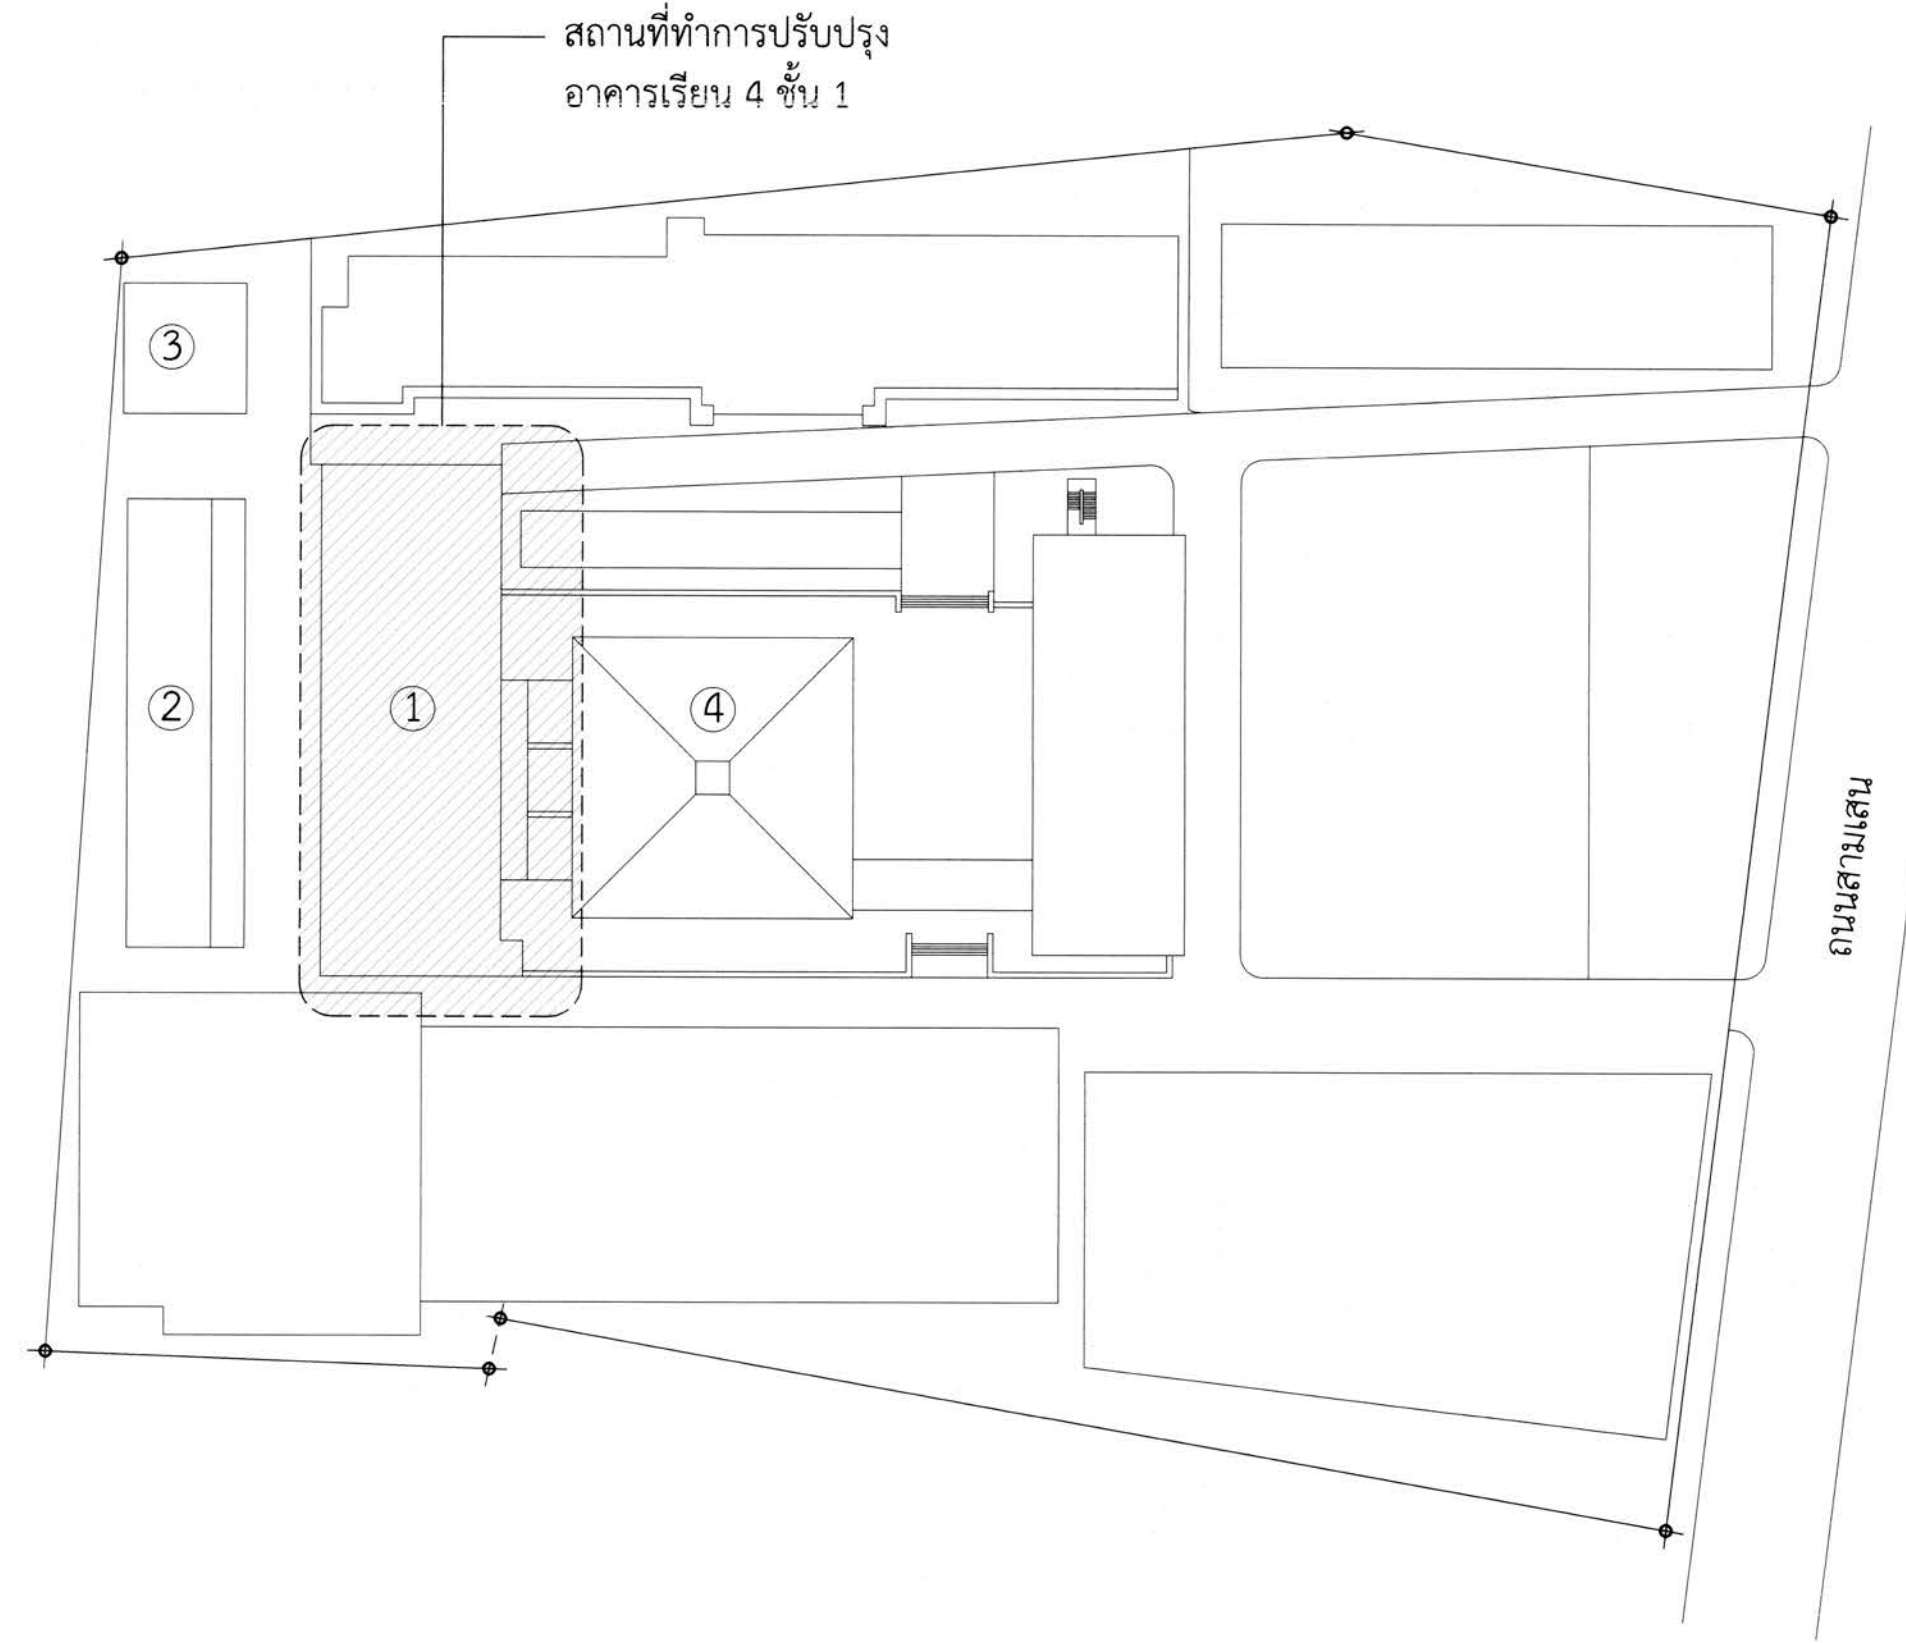 สถานที่ทำการปรับปรุง
อาคารเรียน 4 ชั้น 1
3
2
1
4
ถนนสามเสน